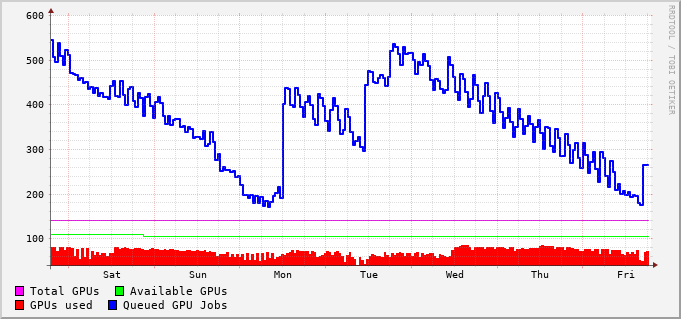 600
500
400
300
200
100
Sat Sun Mon Tue Wed Thu Fri
Total GPUs Available GPUs
GPUs used Queued GPU Jobs
RRDTOOL / TOBI OETIKER